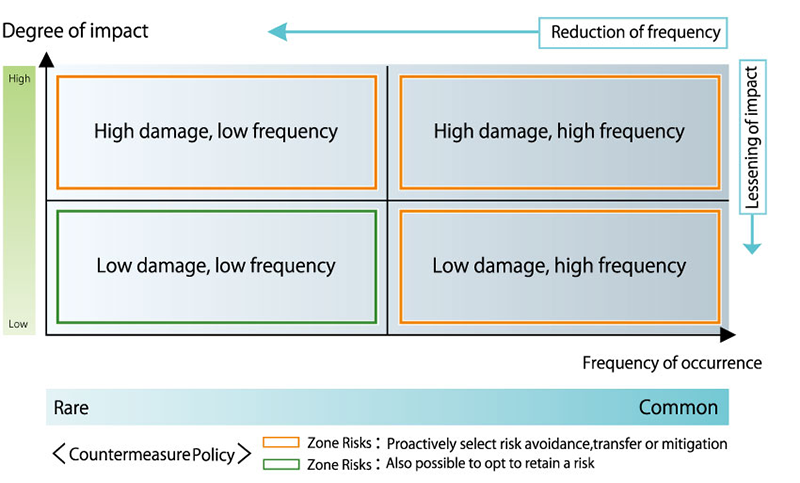 Degree of impact
Reduction of frequency
High
High damage, low frequency
High damage, high frequency
Lessening of impact
Low damage, low frequency
Low damage, high frequency
Low
Frequency of occurrence
Rare
Common
<Countermeasure Policy>
Zone Risks： Proactively select risk avoidance,transfer or mitigation
Zone Risks： Also possible to opt to retain a risk